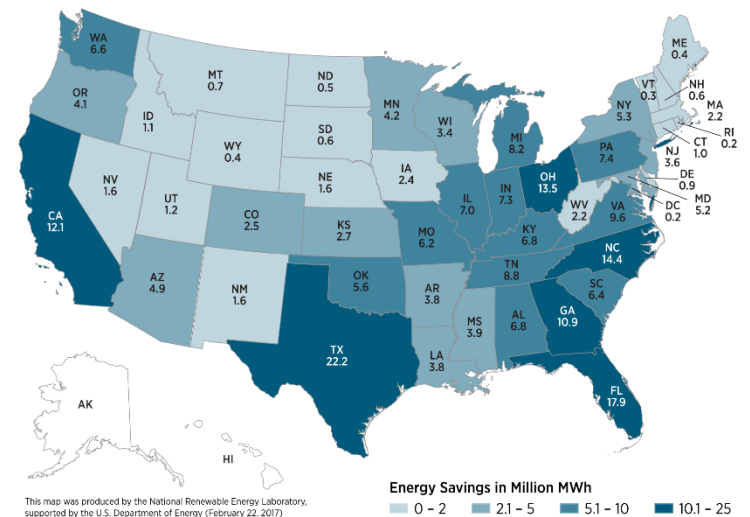 WA
6.6
OR
4.1
CA
12.1
NV
1.6
ID
1.1
MT
0.7
WY
0.4
UT
1.2
AZ
4.9
CO
2.5
NM
1.6
ND
0.5
SD
0.6
NE
1.6
KS
2.7
OK
5.6
TX
22.2
MN
4.2
IA
2.4
MO
6.2
AR
3.8
LA
3.8
WI
3.4
IL
7.0
MS
3.9
MI
8.2
IN
7.3
KY
6.8
TN
8.8
AL
6.8
OH
13.5
WV
2.2
VA
9.6
NC
14.4
SC
6.4
GA
10.9
FL
17.9
PA
7.4
NY
5.3
VT
0.3
ME
0.4
NH
0.6
MA
2.2
RI
0.2
CT
1.0
NJ
3.6
DE
0.9
MD
5.2
DC
0.2
AK
HI
This map was produced by the National Renewable Energy Laboratory,
supported by the U.S. Department of Energy (February 22, 2017)
Energy Savings in Million MWh
0 – 2
2.1 – 5
5.1 – 10
10.1 – 25